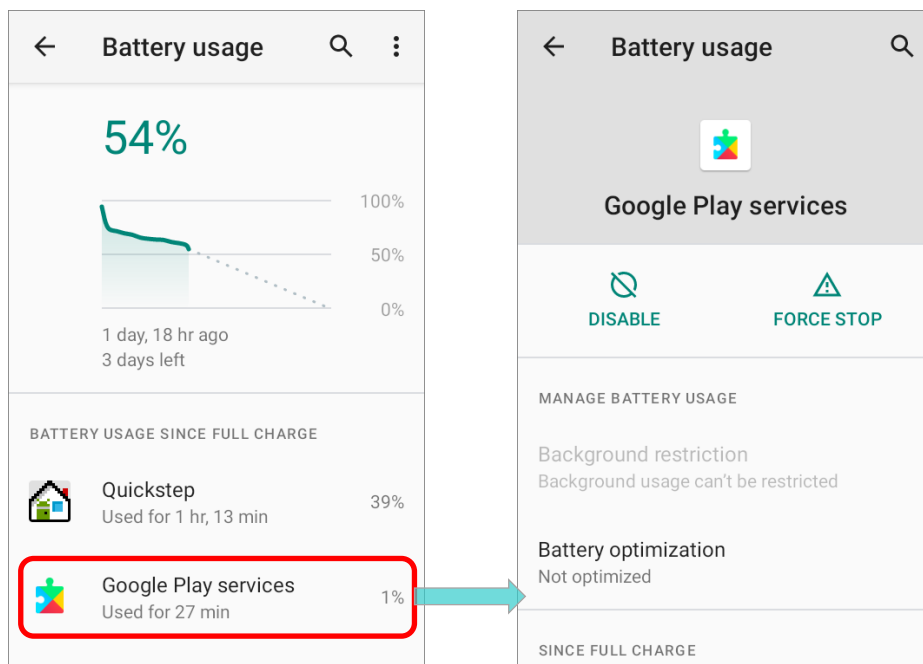 Battery usage
54%
100%
50%
0%
1 day, 18 hr ago
3 days left
BATTERY USAGE SINCE FULL CHARGE
Quickstep
Used for 1 hr, 13 min
39%
Google Play services
Used for 27 min
1%
Battery usage
Google Play services
DISABLE
FORCE STOP
MANAGE BATTERY USAGE
Background restriction
Background usage can't be restricted
Battery optimization
Not optimized
SINCE FULL CHARGE